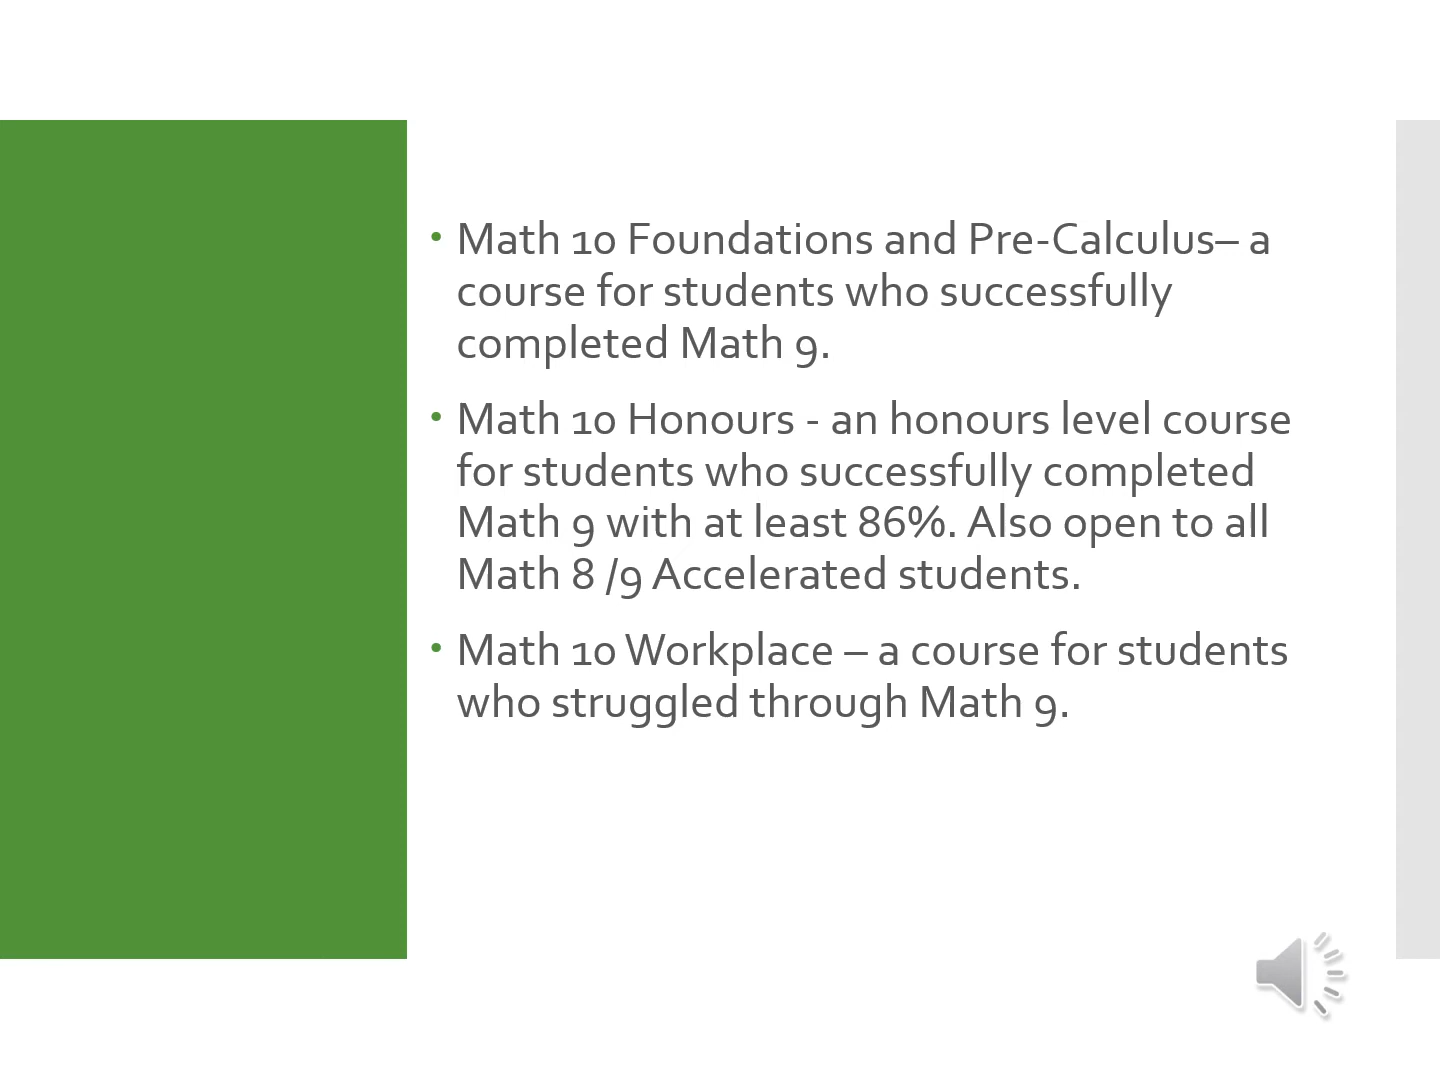 • Math 10 Foundations and Pre-Calculus– a
course for students who successfully
completed Math 9.
• Math 10 Honours - an honours level course
for students who successfully completed
Math 9 with at least 86%. Also open to all
Math 8 /9 Accelerated students.
• Math 10 Workplace – a course for students
who struggled through Math 9.